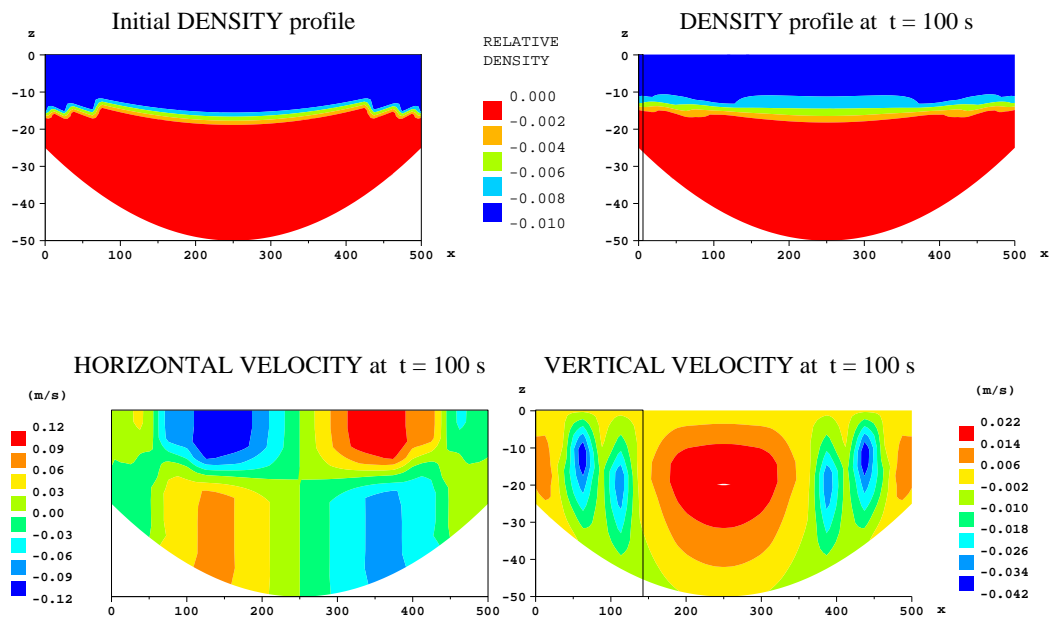 Initial DENSITY profile
DENSITY profile at t = 100 s
z
0
-10
-20
-30
-40
-50
0 100 200 300 400 500
x
RELATIVE
DENSITY
0.000
-0.002
-0.004
-0.006
-0.008
-0.010
z
0
-10
-20
-30
-40
-50
0 100 200 300 400 500
x
HORIZONTAL VELOCITY at t = 100 s
VERTICAL VELOCITY at t = 100 s
(m/s)
0.12
0.09
0.06
0.03
0.00
-0.03
-0.06
-0.09
-0.12
0 100 200 300 400 500
z
0
-10
-20
-30
-40
-50
0 100 200 300 400 500
x
(m/s)
0.022
0.014
0.006
-0.002
-0.010
-0.018
-0.026
-0.034
-0.042